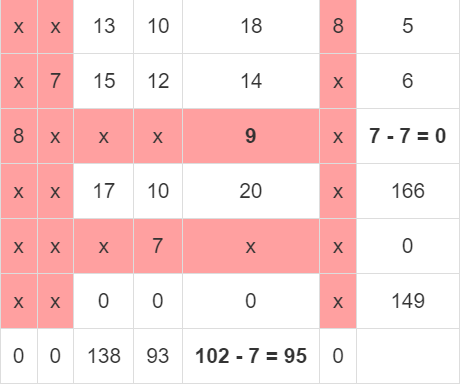 x x 13 10 18 8 5
x 7 15 12 14 x 6
8 x x x 9 x 7 - 7 = 0
x x 17 10 20 x 166
x x x 7 x x 0
x x 0 0 0 x 149
0 0 138 93 102 - 7 = 95 0